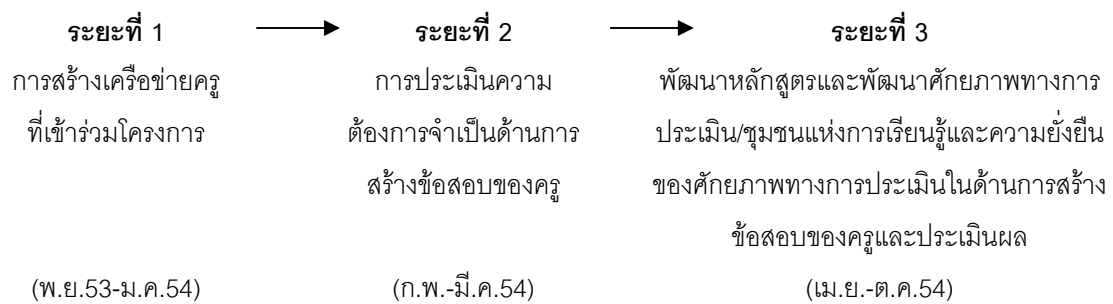 ระยะที่ 1
การสร้างเครือข่ายครู
ที่เข้าร่วมโครงการ
(พ.ย.53-ม.ค.54)
ระยะที่ 2
การประเมินความ
ต้องการจำเป็นด้านการ
สร้างข้อสอบของครู
(ก.พ.-มี.ค.54)
ระยะที่ 3
พัฒนาหลักสูตรและพัฒนาศักยภาพทางการ
ประเมิน/ชุมชนแห่งการเรียนรู้และความยั่งยืน
ของศักยภาพทางการประเมินในด้านการสร้าง
ข้อสอบของครูและประเมินผล
(เม.ย.-ต.ค.54)